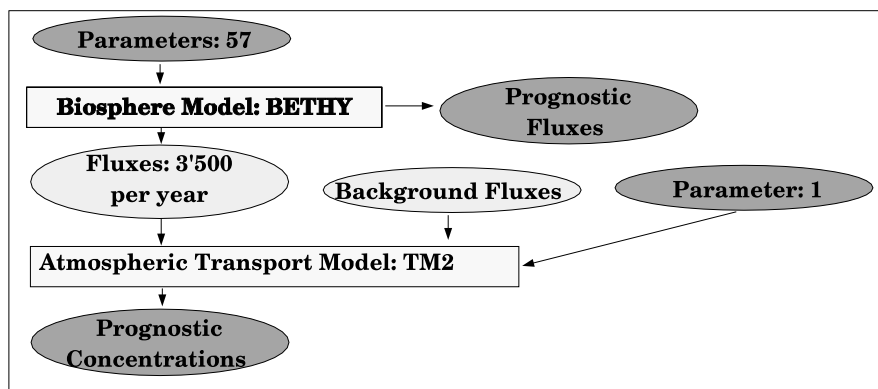 Parameters: 57
Biosphere Model: BETHY
Prognostic
Fluxes
Fluxes: 3'500
per year
Background Fluxes
Parameter: 1
Atmospheric Transport Model: TM2
Prognostic
Concentrations